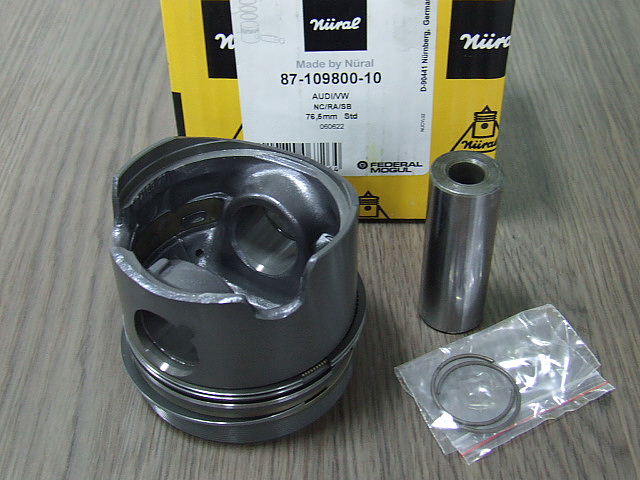 Nüral
Nüral
Nüral
Made by Nüral
87-109800-10
AUDI/VW
NC/RA/SB
76,5mm Std
060622
FEDERAL
MOGUL
D-90441 Nürnberg, German
Nüral